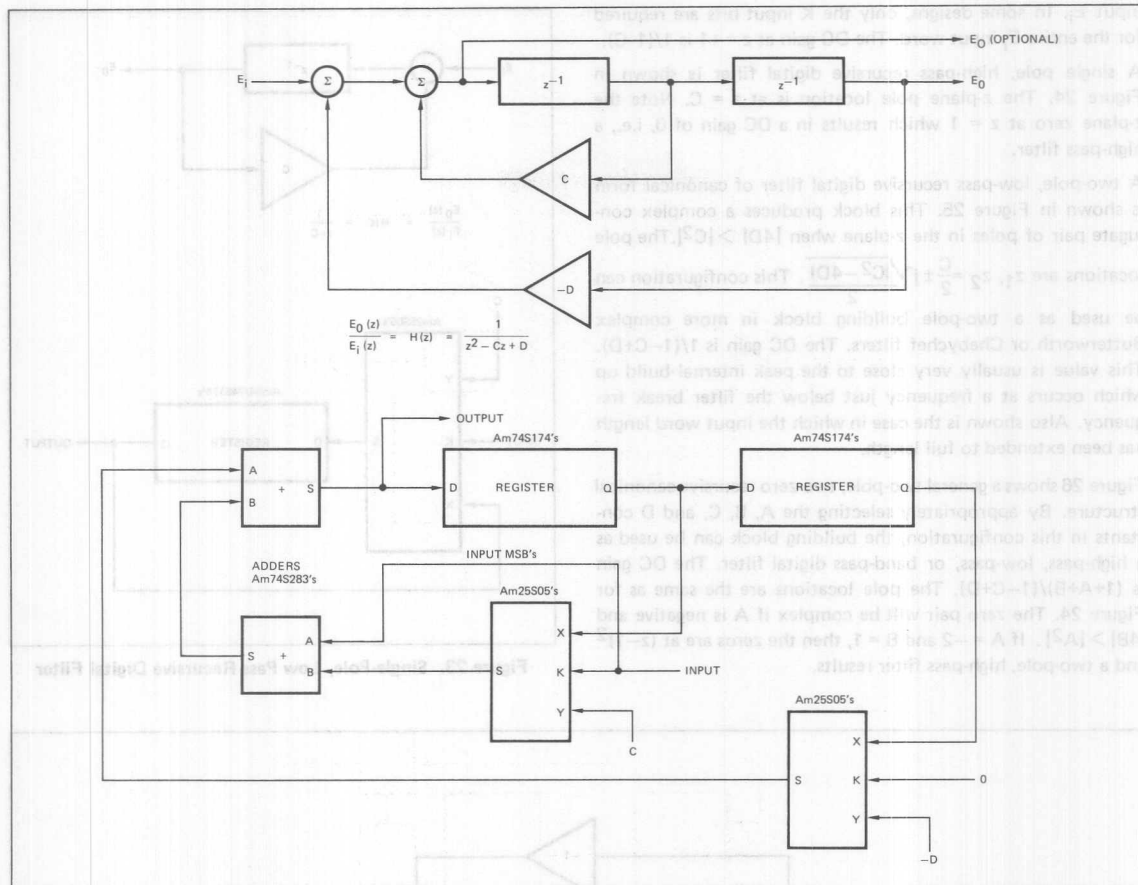 E₀ (OPTIONAL)
Eᵢ
Σ
Σ
z⁻¹
z⁻¹
E₀
C
−D
E₀ (z) / Eᵢ (z) = H(z) = 1 / (z² − Cz + D)
OUTPUT
Am74S174's
Am74S174's
A
B
+
S
D
REGISTER
Q
D
REGISTER
Q
ADDERS
Am74S283's
INPUT MSB's
Am25S05's
A
B
S
+
X
S
K
Y
INPUT
C
Am25S05's
X
S
K
Y
0
−D
In some designs, only the K input bits are required
or the
word. The DC gain at z = +1 is 1/(1−C).
A single pole, high-pass recursive digital filter is shown in
Figure 24. The z-plane pole location is at z = C. Note the
z-plane zero at z = 1 which results in a DC gain of 0, i.e., a
high-pass filter.
A two-pole, low-pass recursive digital filter of canonical form
is shown in Figure 25. This block produces a complex con-
jugate pair of poles in the z-plane when |4D| > |C²|. The pole
locations are z₁, z₂ = C/2 ± j √|C² − 4D| / 2. This configuration can
be used as a two-pole building block in more complex
Butterworth or Chebychef filters. The DC gain is 1/(1−C+D).
This value is usually very close to the peak internal build up
which occurs at a frequency just below the filter break fre-
quency. Also shown is the case in which the input word length
has been extended to full length.
Figure 26 shows a general two-pole, two-zero recursive canonical
structure. By appropriately selecting the A, B, C, and D con-
stants in this configuration, the building block can be used as
a high-pass, low-pass, or band-pass digital filter. The DC gain
is (1+A+B)/(1−C+D). The pole locations are the same as for
Figure 24. The zero pair will be complex if A is negative and
|4B| > |A²|. If A = −2 and B = 1, then the zeros are at (z−1)²
and a two-pole, high-pass filter results.
Figure 23. Single Pole, Low Pass Recursive Digital Filter